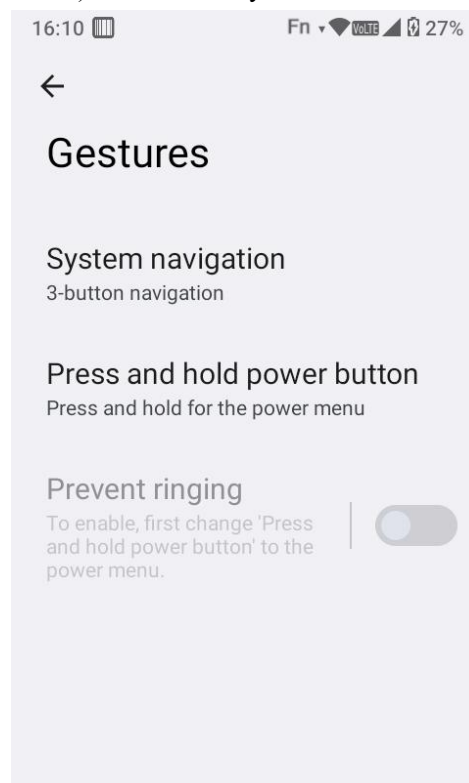 16:10 Fn VoLTE 27%
Gestures
System navigation
3-button navigation
Press and hold power button
Press and hold for the power menu
Prevent ringing
To enable, first change 'Press
and hold power button' to the
power menu.